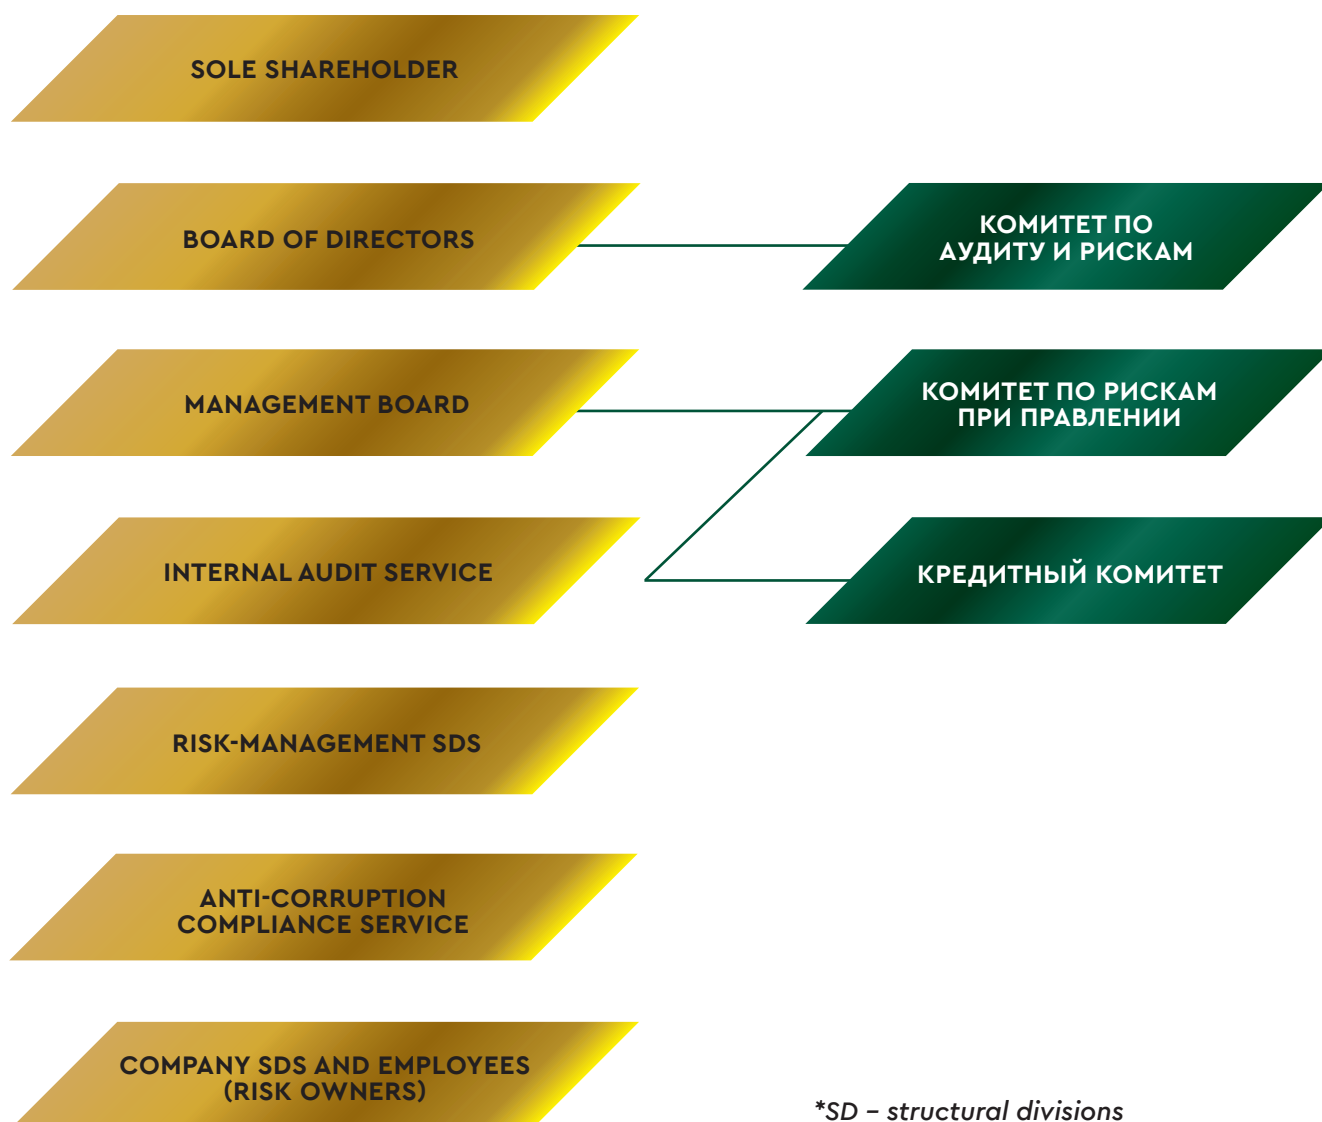 SOLE SHAREHOLDER
BOARD OF DIRECTORS
КОМИТЕТ ПО
АУДИТУ И РИСКАМ
MANAGEMENT BOARD
КОМИТЕТ ПО РИСКАМ
ПРИ ПРАВЛЕНИИ
INTERNAL AUDIT SERVICE
КРЕДИТНЫЙ КОМИТЕТ
RISK-MANAGEMENT SDS
ANTI-CORRUPTION
COMPLIANCE SERVICE
COMPANY SDS AND EMPLOYEES
(RISK OWNERS)
*SD – structural divisions